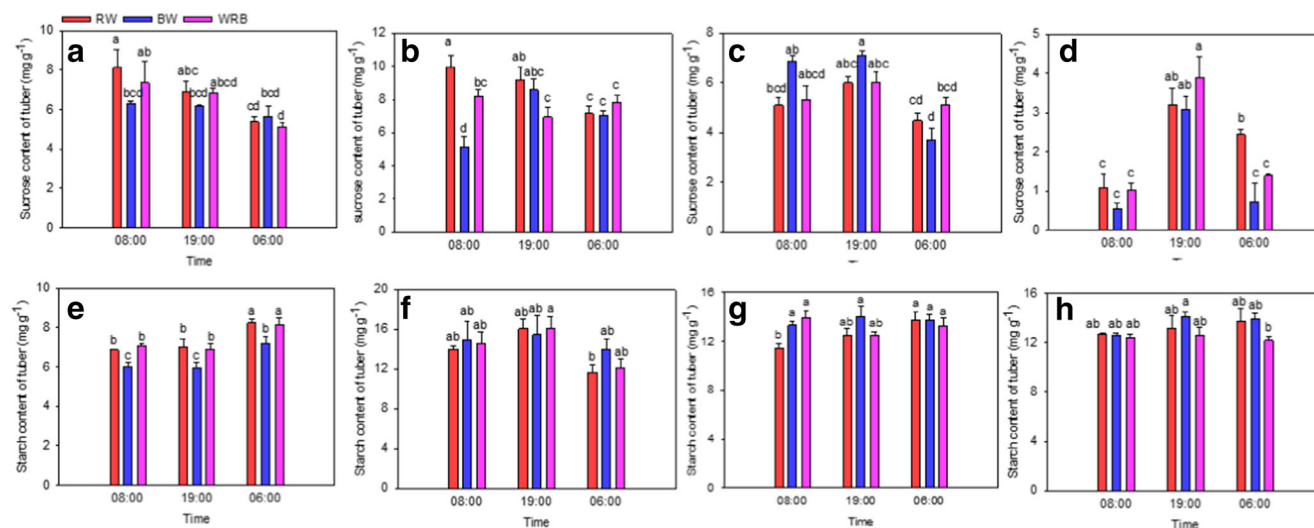 RW BW WRB
a
Sucrose content of tuber (mg g-1)
10
8
6
4
2
0
a
bcd
ab
abc
bcd
abcd
cd
bcd
d
08:00 19:00 06:00
Time
b
sucrose content of tuber (mg g-1)
12
10
8
6
4
2
0
a
d
bc
ab
abc
c
c
c
c
08:00 19:00 06:00
Time
c
Sucrose content of tuber (mg g-1)
8
6
4
2
0
bcd
ab
abcd
abc
a
abc
cd
d
bcd
08:00 19:00 06:00
d
Sucrose content of tuber (mg g-1)
5
4
3
2
1
0
c
c
c
ab
ab
a
b
c
c
08:00 19:00 06:00
e
Starch content of tuber (mg g-1)
10
8
6
4
2
0
b
c
b
b
c
b
a
b
a
08:00 19:00 06:00
Time
f
Starch content of tuber (mg g-1)
20
16
12
8
4
0
ab
ab
ab
ab
ab
a
b
ab
ab
08:00 19:00 06:00
Time
g
Starch content of tuber (mg g-1)
16
12
8
4
0
b
a
a
ab
a
ab
a
a
a
08:00 19:00 06:00
Time
h
Starch content of tuber (mg g-1)
16
12
8
4
0
ab
ab
ab
ab
a
ab
ab
ab
b
08:00 19:00 06:00
Time